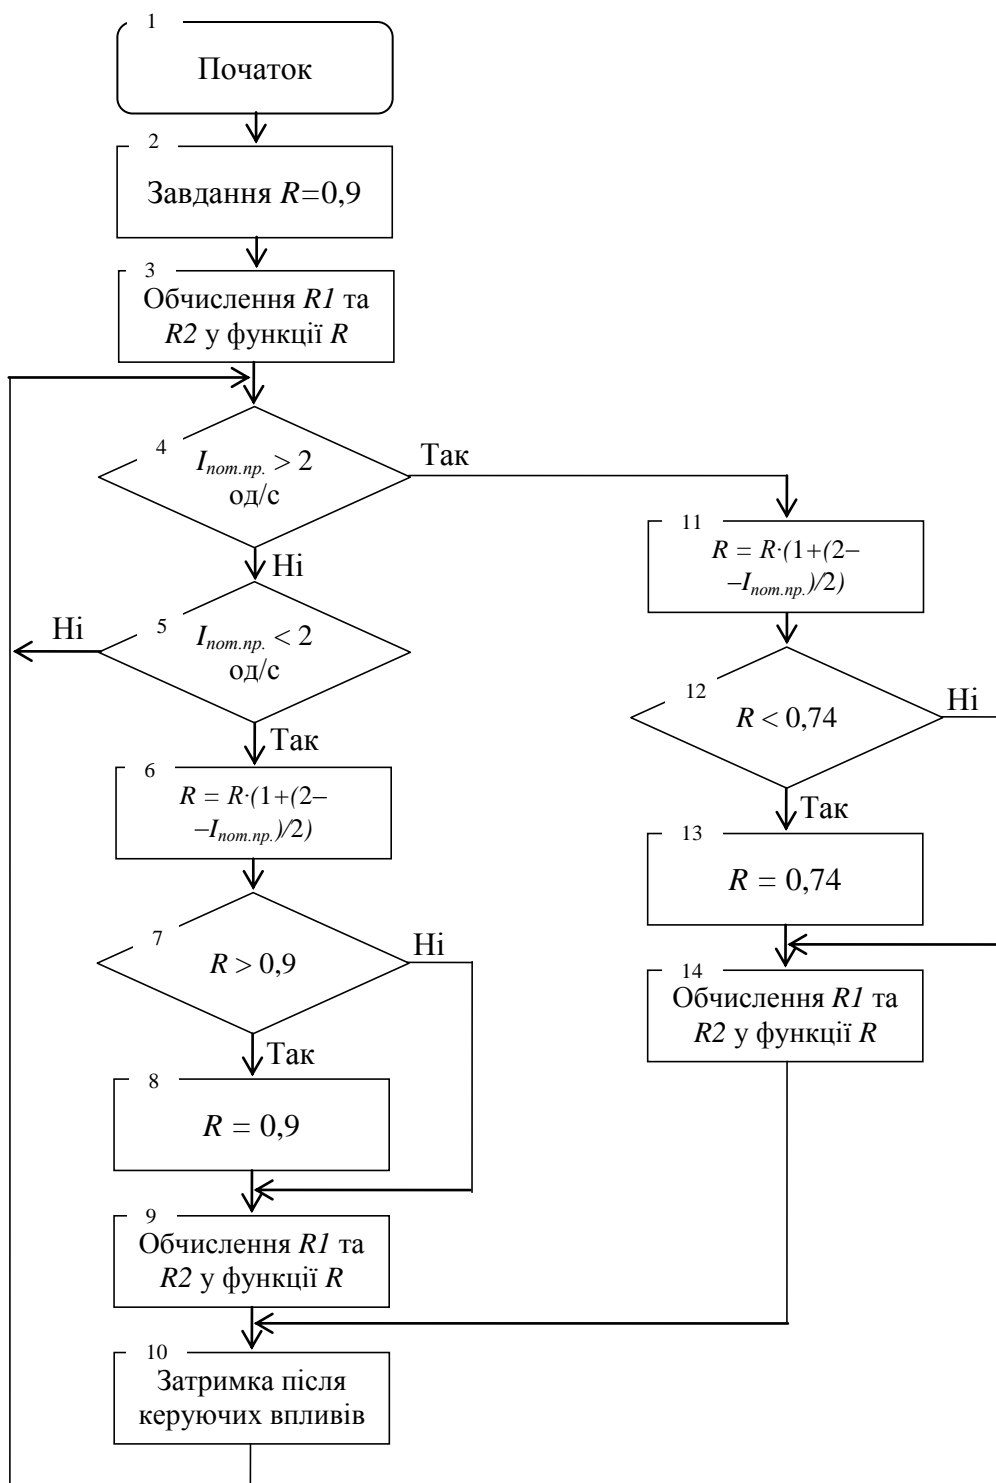 1
Початок
2
Завдання R=0,9
3
Обчислення R1 та
R2 у функції R
4
Iпот.пр. > 2
од/с
Так
Ні
5
Iпот.пр. < 2
од/с
Ні
Так
6
R = R·(1+(2–
–Iпот.пр.)/2)
7
R > 0,9
Ні
Так
8
R = 0,9
9
Обчислення R1 та
R2 у функції R
10
Затримка після
керуючих впливів
11
R = R·(1+(2–
–Iпот.пр.)/2)
12
R < 0,74
Ні
Так
13
R = 0,74
14
Обчислення R1 та
R2 у функції R